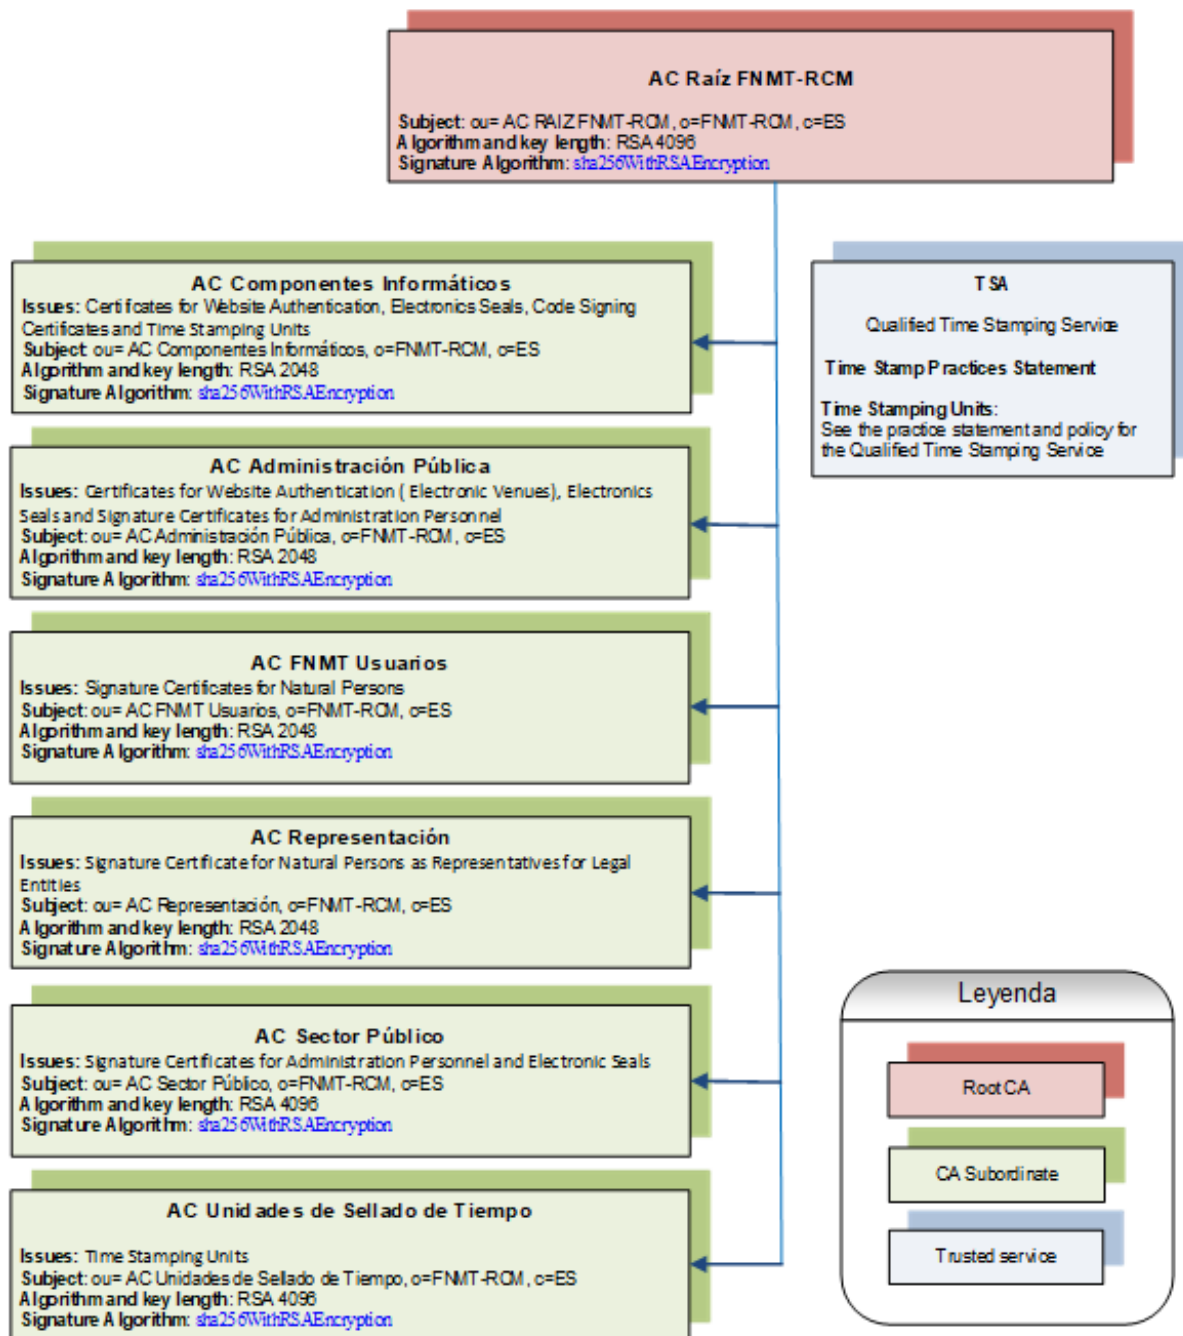 AC Raíz FNMT-RCM
Subject: ou= AC RAIZ FNMT-RCM, o=FNMT-RCM, c=ES
Algorithm and key length: RSA 4096
Signature Algorithm: sha256WithRSAEncryption
AC Componentes Informáticos
Issues: Certificates for Website Authentication, Electronics Seals, Code Signing
Certificates and Time Stamping Units
Subject: ou= AC Componentes Informáticos, o=FNMT-RCM, c=ES
Algorithm and key length: RSA 2048
Signature Algorithm: sha256WithRSAEncryption
TSA
Qualified Time Stamping Service
Time Stamp Practices Statement
Time Stamping Units:
See the practice statement and policy for
the Qualified Time Stamping Service
AC Administración Pública
Issues: Certificates for Website Authentication ( Electronic Venues), Electronics
Seals and Signature Certificates for Administration Personnel
Subject: ou= AC Administración Pública, o=FNMT-RCM, c=ES
Algorithm and key length: RSA 2048
Signature Algorithm: sha256WithRSAEncryption
AC FNMT Usuarios
Issues: Signature Certificates for Natural Persons
Subject: ou= AC FNMT Usuarios, o=FNMT-RCM, c=ES
Algorithm and key length: RSA 2048
Signature Algorithm: sha256WithRSAEncryption
AC Representación
Issues: Signature Certificate for Natural Persons as Representatives for Legal
Entities
Subject: ou= AC Representación, o=FNMT-RCM, c=ES
Algorithm and key length: RSA 2048
Signature Algorithm: sha256WithRSAEncryption
AC Sector Público
Issues: Signature Certificates for Administration Personnel and Electronic Seals
Subject: ou= AC Sector Público, o=FNMT-RCM, c=ES
Algorithm and key length: RSA 4096
Signature Algorithm: sha256WithRSAEncryption
AC Unidades de Sellado de Tiempo
Issues: Time Stamping Units
Subject: ou= AC Unidades de Sellado de Tiempo, o=FNMT-RCM, c=ES
Algorithm and key length: RSA 4096
Signature Algorithm: sha256WithRSAEncryption
Leyenda
Root CA
CA Subordinate
Trusted service